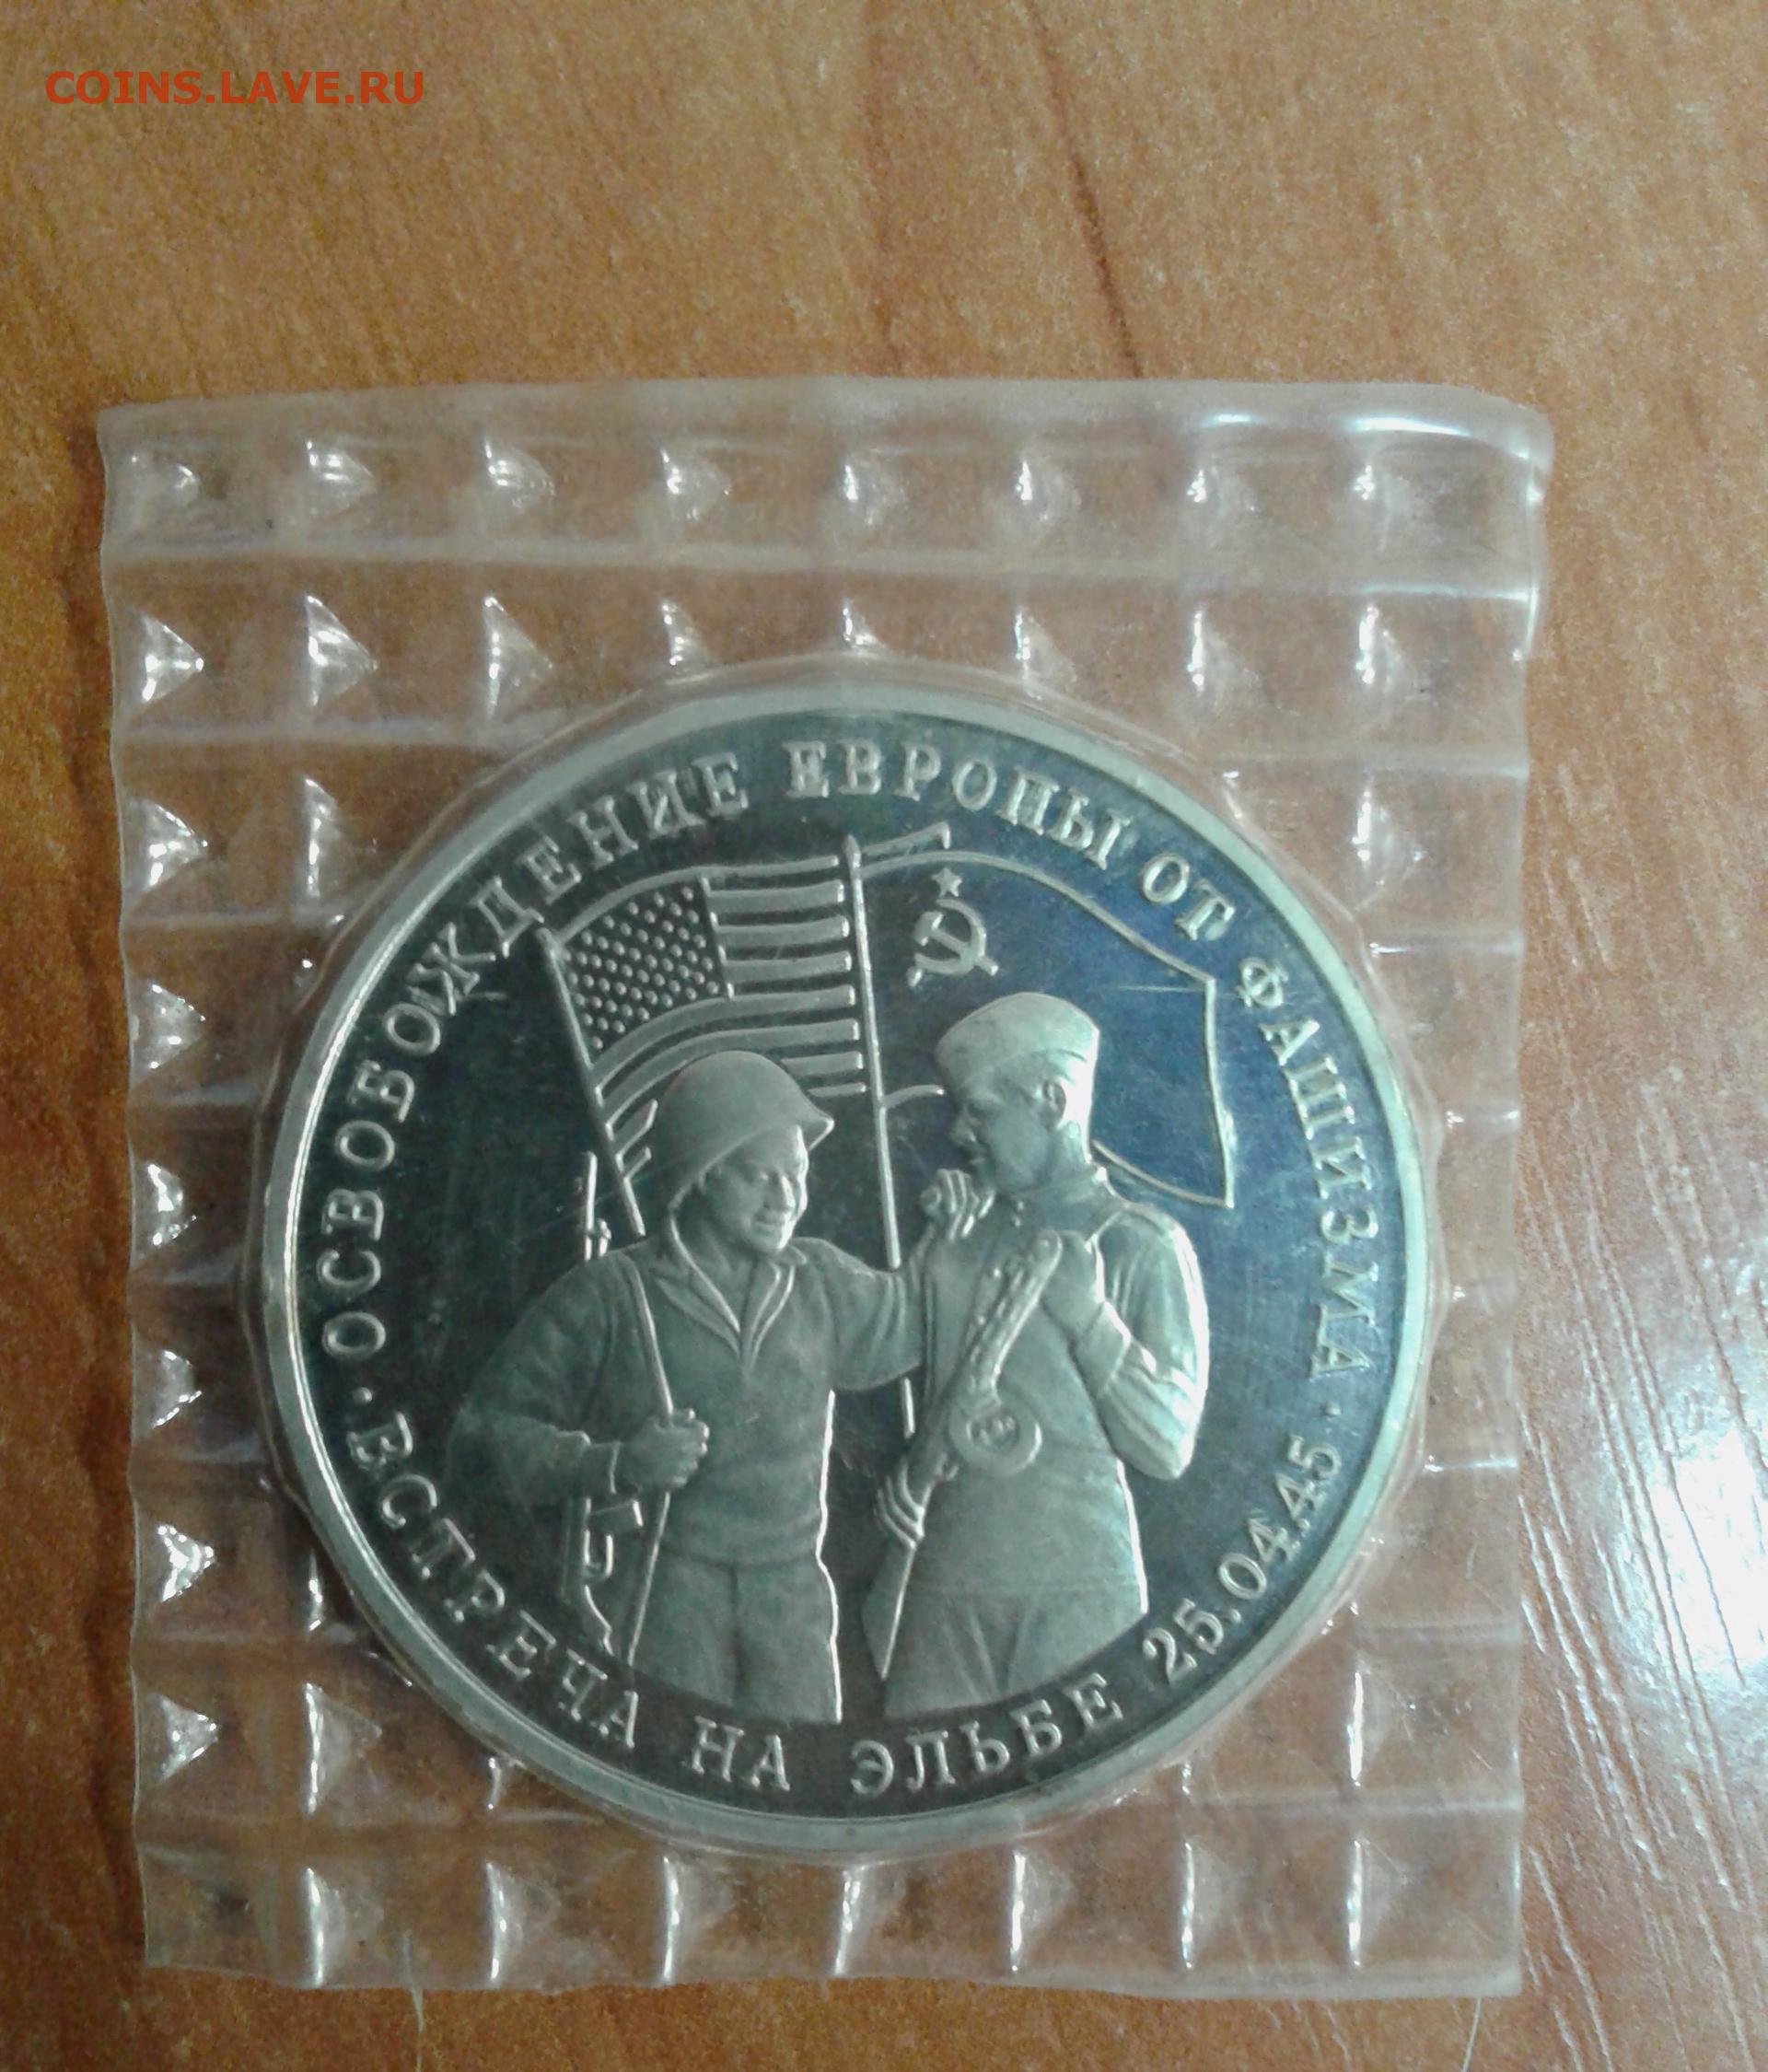 COINS.LAVE.RU
ОСВОБОЖДЕНИЕ ЕВРОПЫ ОТ ФАШИЗМА
· ВСТРЕЧА НА ЭЛЬБЕ 25.04.45 ·